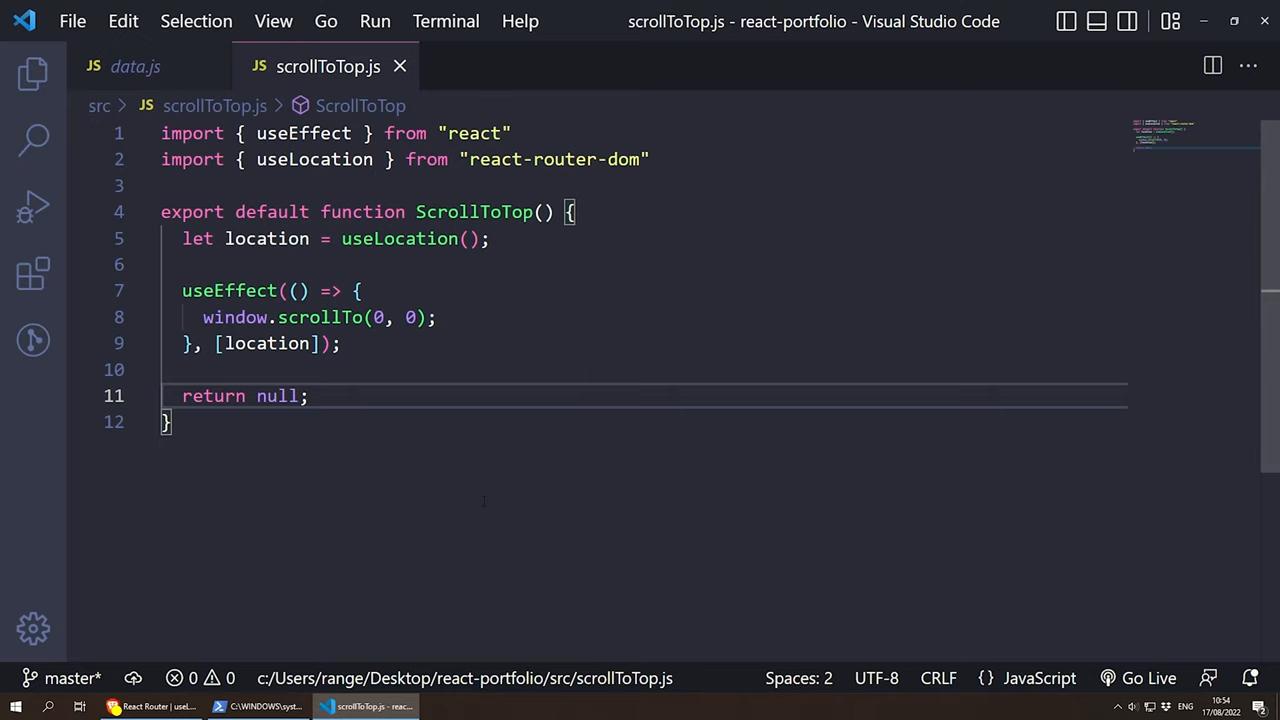 File Edit Selection View Go Run Terminal Help scrollToTop.js - react-portfolio - Visual Studio Code
JS data.js JS scrollToTop.js
src > JS scrollToTop.js > ScrollToTop
1 import { useEffect } from "react"
2 import { useLocation } from "react-router-dom"
3
4 export default function ScrollToTop() {
5 let location = useLocation();
6
7 useEffect(() => {
8 window.scrollTo(0, 0);
9 }, [location]);
10
11 return null;
12 }
master* 0 0 c:/Users/range/Desktop/react-portfolio/src/scrollToTop.js Spaces: 2 UTF-8 CRLF {} JavaScript Go Live
React Router | useL... C:\WINDOWS\syst... scrollToTop.js - reac... ENG 10:54
17/08/2022 2